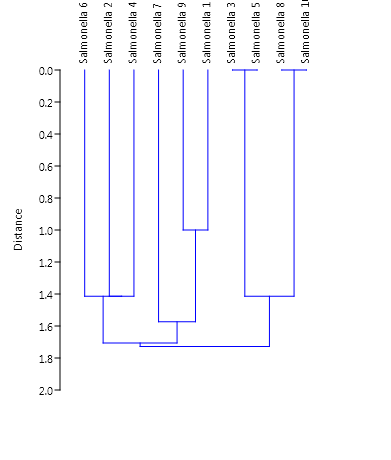 Salmonella 6
Salmonella 2
Salmonella 4
Salmonella 7
Salmonella 9
Salmonella 1
Salmonella 3
Salmonella 5
Salmonella 8
Salmonella
0.0
0.2
0.4
0.6
0.8
1.0
1.2
1.4
1.6
1.8
2.0
Distance